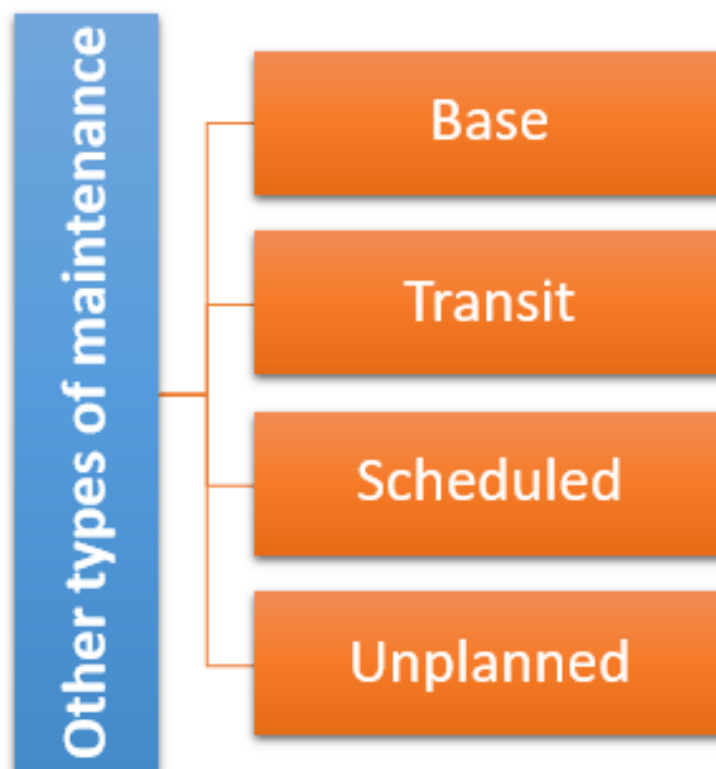 Other types of maintenance
Base
Transit
Scheduled
Unplanned